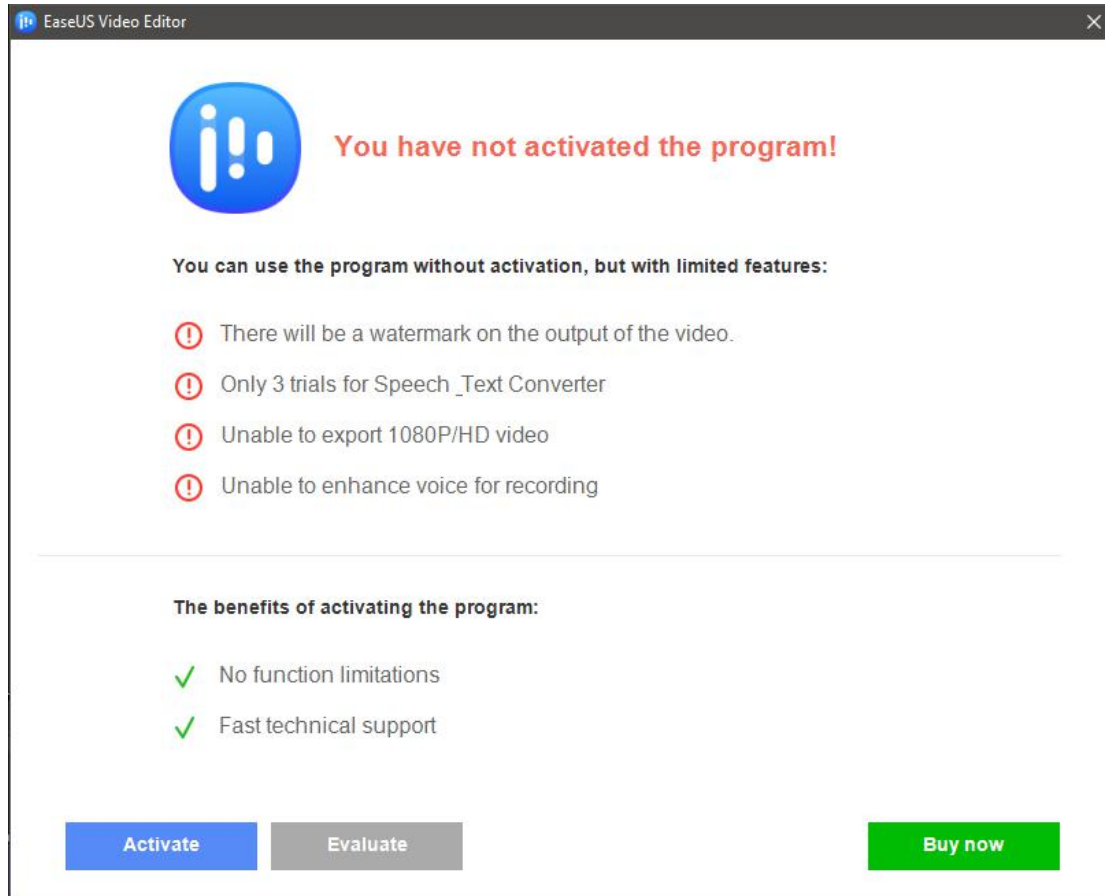 EaseUS Video Editor
You have not activated the program!
You can use the program without activation, but with limited features:
There will be a watermark on the output of the video.
Only 3 trials for Speech _Text Converter
Unable to export 1080P/HD video
Unable to enhance voice for recording
The benefits of activating the program:
No function limitations
Fast technical support
Activate
Evaluate
Buy now